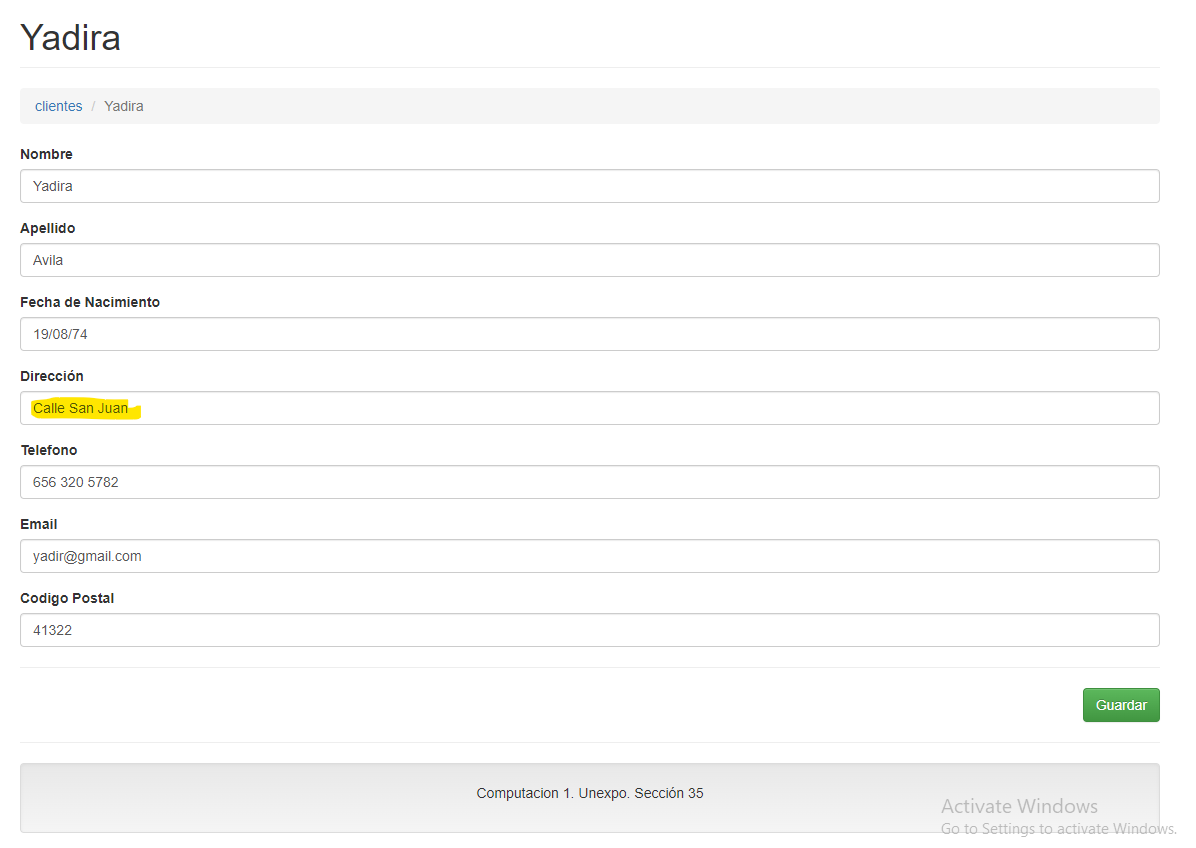 Yadira
clientes / Yadira
Nombre
Yadira
Apellido
Avila
Fecha de Nacimiento
19/08/74
Dirección
Calle San Juan
Telefono
656 320 5782
Email
yadir@gmail.com
Codigo Postal
41322
Guardar
Computacion 1. Unexpo. Sección 35
Activate Windows
Go to Settings to activate Windows.